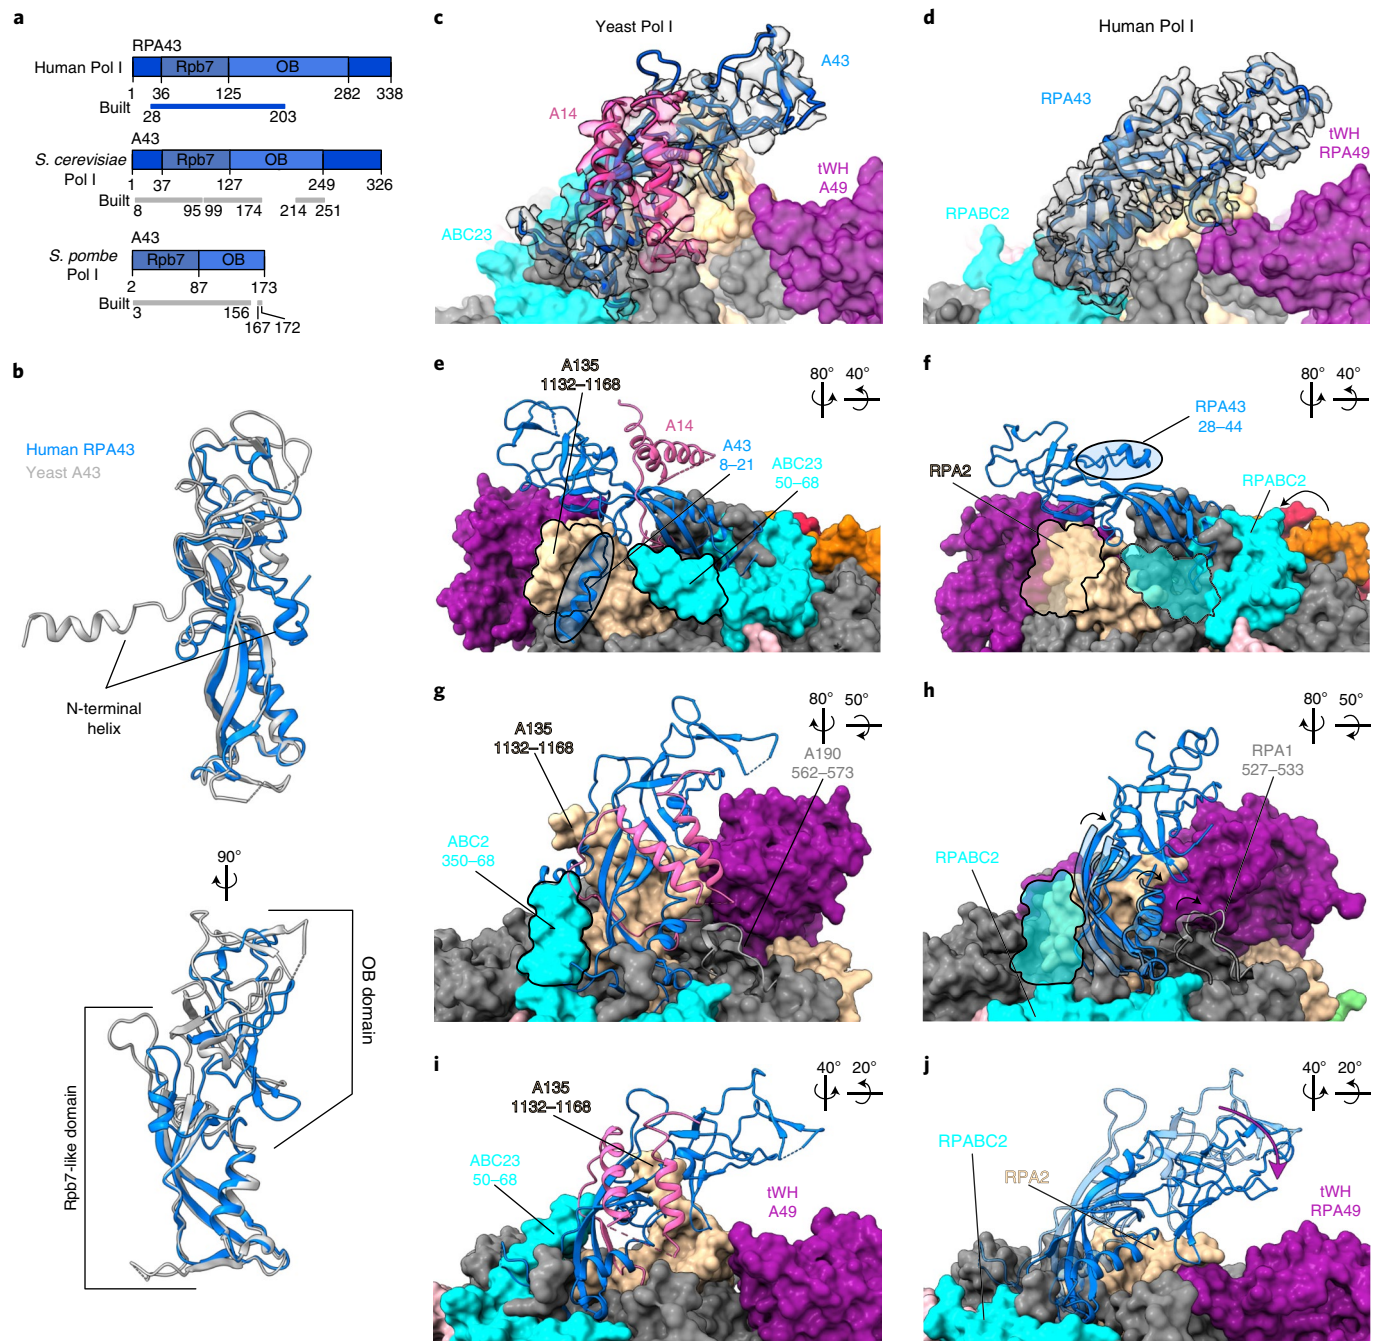 a
RPA43
Human Pol I
Rpb7
OB
1 36 125 282 338
Built
28 203
A43
S. cerevisiae
Pol I
Rpb7
OB
1 37 127 249 326
Built
8 95 99 174 214 251
A43
S. pombe
Pol I
Rpb7
OB
2 87 173
Built
3 156
167 172
b
Human RPA43
Yeast A43
N-terminal
helix
90°
OB domain
Rpb7-like domain
c
Yeast Pol I
A43
A14
tWH
A49
ABC23
d
Human Pol I
RPA43
tWH
RPA49
RPABC2
e
A135
1132–1168
80° 40°
A14
A43
8–21
ABC23
50–68
f
80° 40°
RPA43
28–44
RPA2
RPABC2
g
80° 50°
A135
1132–1168
A190
562–573
ABC2
350–68
h
80° 50°
RPA1
527–533
RPABC2
i
40° 20°
A135
1132–1168
ABC23
50–68
tWH
A49
j
40° 20°
RPABC2
RPA2
tWH
RPA49